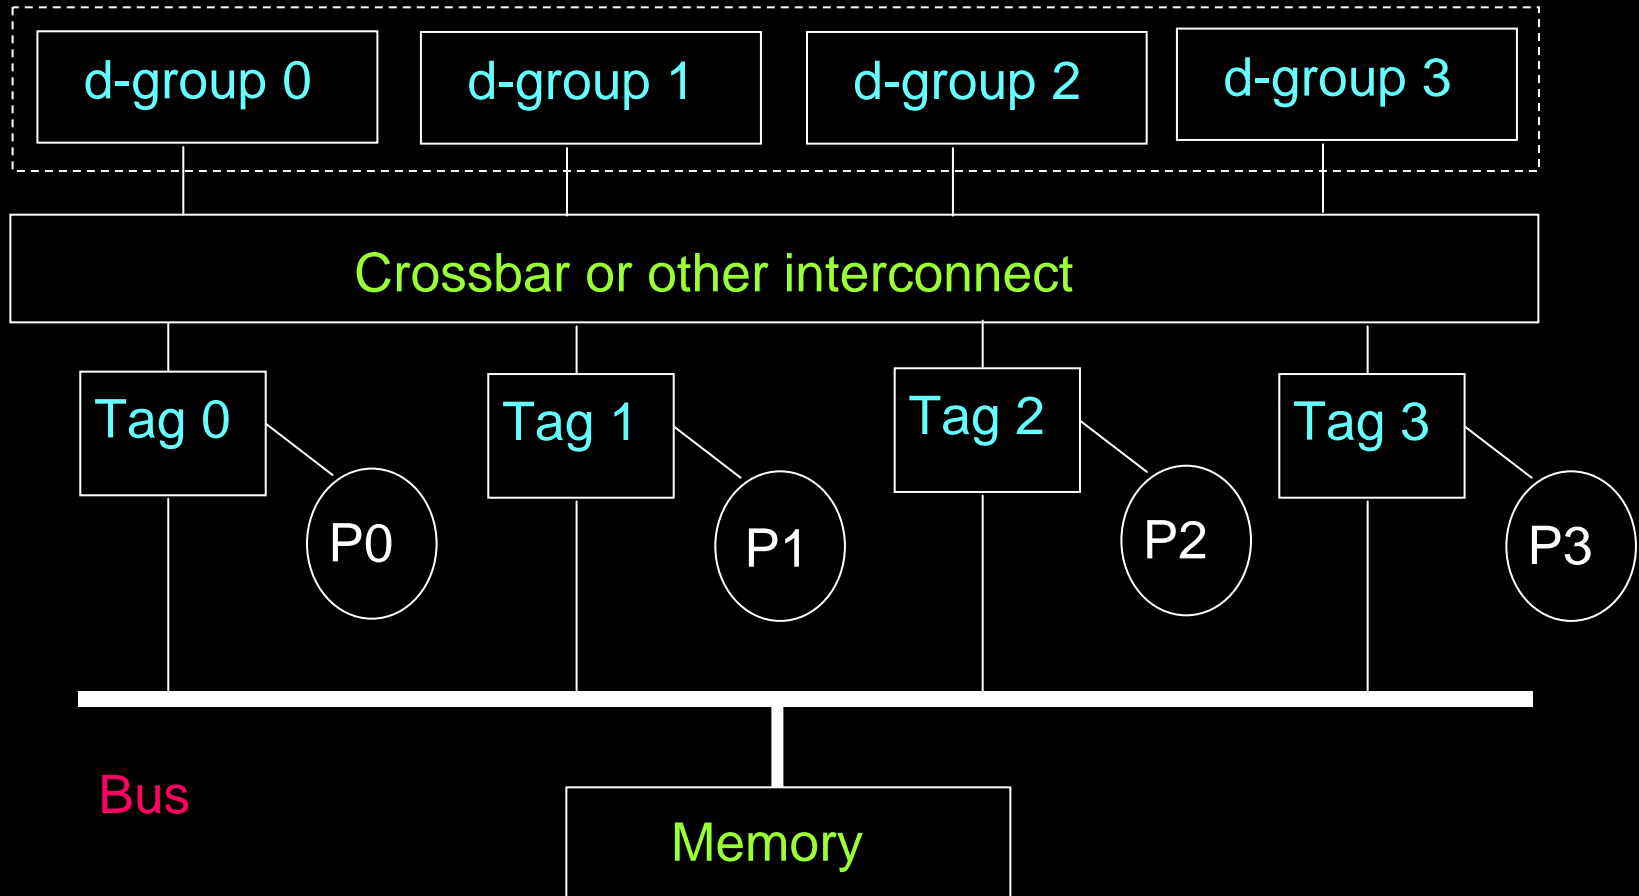 d-group 0
d-group 1
d-group 2
d-group 3
Crossbar or other interconnect
Tag 0
Tag 1
Tag 2
Tag 3
P0
P1
P2
P3
Bus
Memory